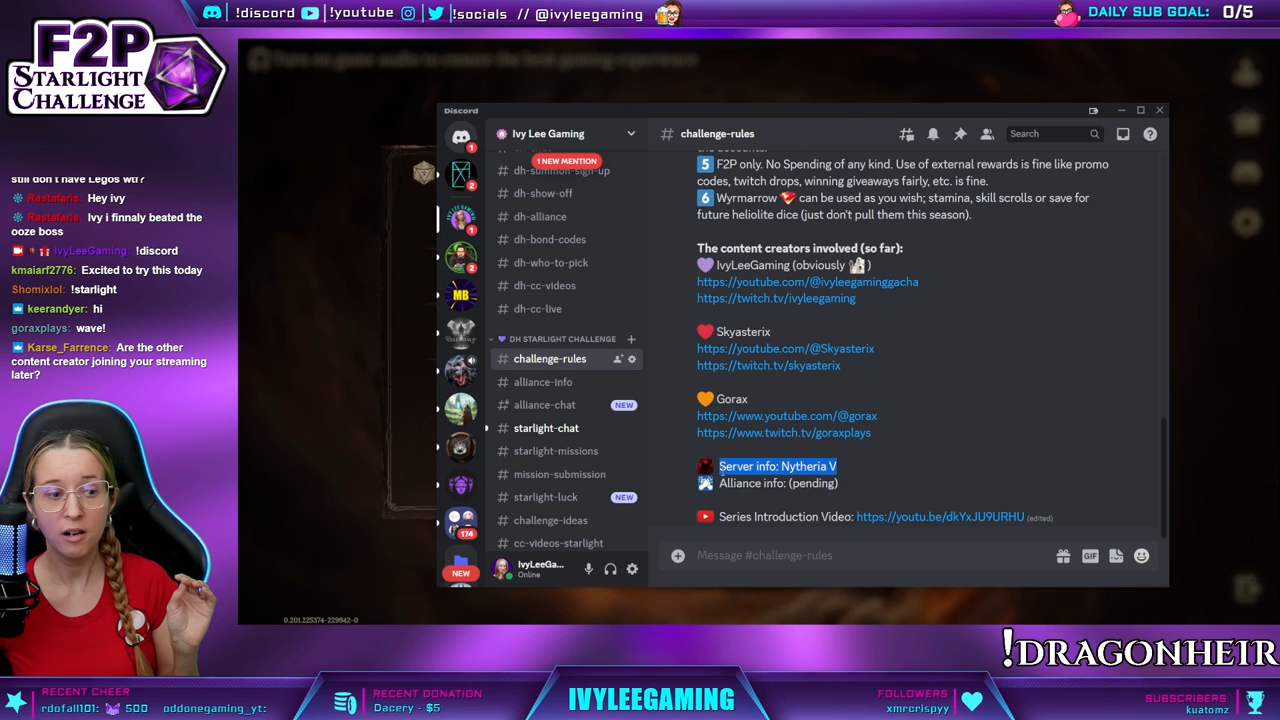 !discord !youtube !socials // @ivyleegaming
DAILY SUB GOAL: 0/5
F2P
STARLIGHT
CHALLENGE
still don't have Legos wtf?
Rastafaris: Hey ivy
Rastafaris: Ivy i finnaly beated the
ooze boss
IvyLeeGaming: !discord
kmaiarf2776: Excited to try this today
Shomixlol: !starlight
keerandyer: hi
goraxplays: wave!
Karse_Farrence: Are the other
content creator joining your streaming
later?
Discord
Ivy Lee Gaming
1 NEW MENTION
dh-summon-sign-up
dh-show-off
dh-alliance
dh-bond-codes
dh-who-to-pick
dh-cc-videos
dh-cc-live
DH STARLIGHT CHALLENGE
challenge-rules
alliance-info
alliance-chat NEW
starlight-chat
starlight-missions
mission-submission
starlight-luck NEW
challenge-ideas
cc-videos-starlight
1
2
1
2
MB
174
NEW
IvyLeeGa...
Online
# challenge-rules
Search
5 F2P only. No Spending of any kind. Use of external rewards is fine like promo
codes, twitch drops, winning giveaways fairly, etc. is fine.
6 Wyrmarrow can be used as you wish; stamina, skill scrolls or save for
future heliolite dice (just don't pull them this season).
The content creators involved (so far):
IvyLeeGaming (obviously )
https://youtube.com/@ivyleegaminggacha
https://twitch.tv/ivyleegaming
Skyasterix
https://youtube.com/@Skyasterix
https://twitch.tv/skyasterix
Gorax
https://www.youtube.com/@gorax
https://www.twitch.tv/goraxplays
Server info: Nytheria V
Alliance info: (pending)
Series Introduction Video: https://youtu.be/dkYxJU9URHU (edited)
Message #challenge-rules
GIF
0.201.225374-229942-0
!DRAGONHEIR
RECENT CHEER
rdofall101: 500 oddonegaming_yt:
RECENT DONATION
Dacery - $5
IVYLEEGAMING
FOLLOWERS
xmrcrispyy
SUBSCRIBERS
kuatomz